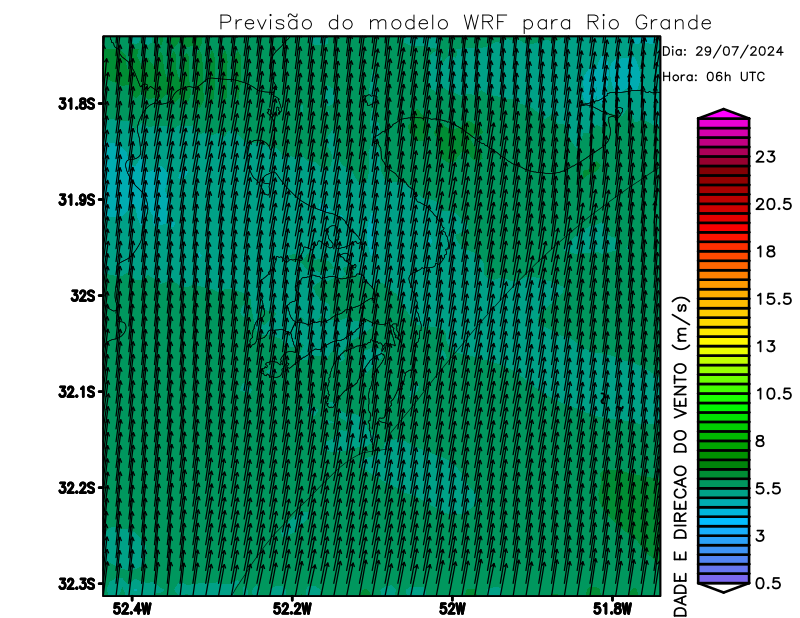 Previsão do modelo WRF para Rio Grande
Dia: 29/07/2024
Hora: 06h UTC
31.8S
31.9S
32S
32.1S
32.2S
32.3S
52.4W
52.2W
52W
51.8W
23
20.5
18
15.5
13
10.5
8
5.5
3
0.5
DADE E DIRECAO DO VENTO (m/s)